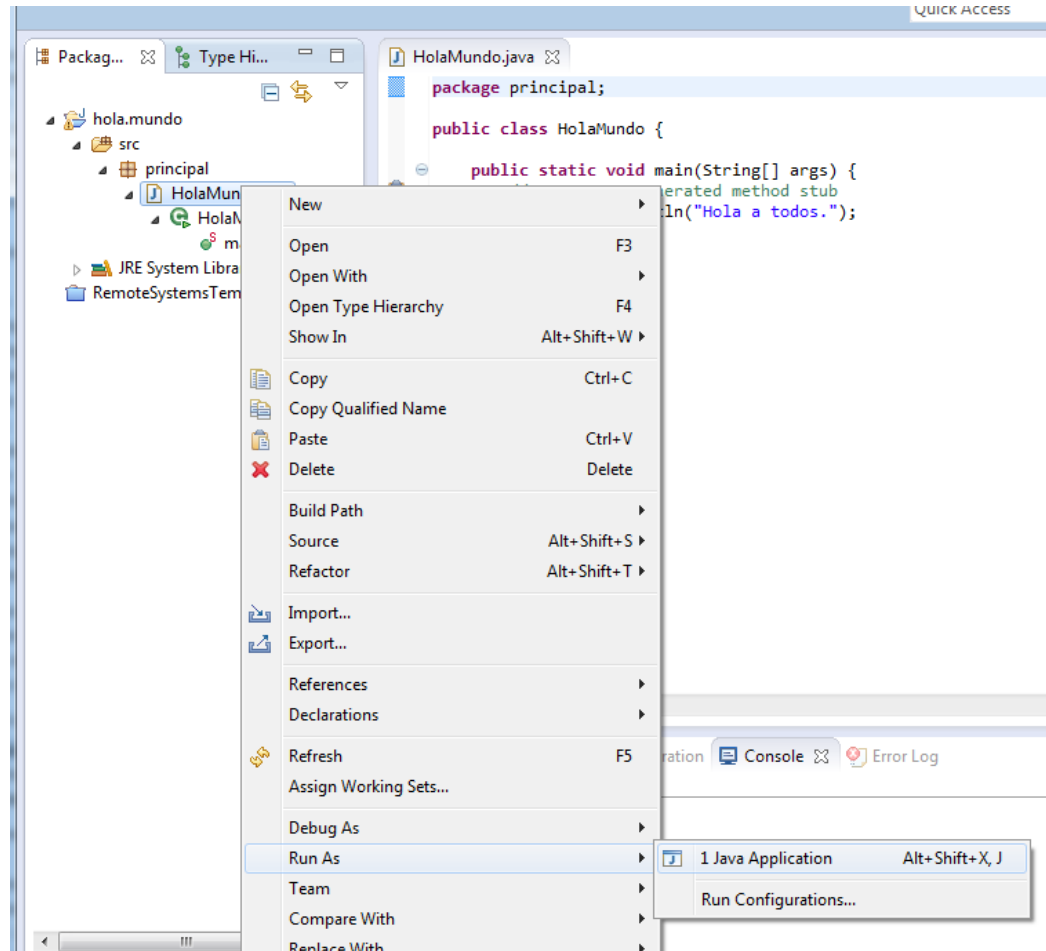 Quick Access
Packag...
Type Hi...
hola.mundo
src
principal
HolaMun
HolaM
m
JRE System Libra
RemoteSystemsTem
HolaMundo.java
package principal;
public class HolaMundo {
public static void main(String[] args) {
erated method stub
ln("Hola a todos.");
New
Open F3
Open With
Open Type Hierarchy F4
Show In Alt+Shift+W
Copy Ctrl+C
Copy Qualified Name
Paste Ctrl+V
Delete Delete
Build Path
Source Alt+Shift+S
Refactor Alt+Shift+T
Import...
Export...
References
Declarations
Refresh F5
Assign Working Sets...
Debug As
Run As
Team
Compare With
Replace With
ration
Console
Error Log
1 Java Application Alt+Shift+X, J
Run Configurations...